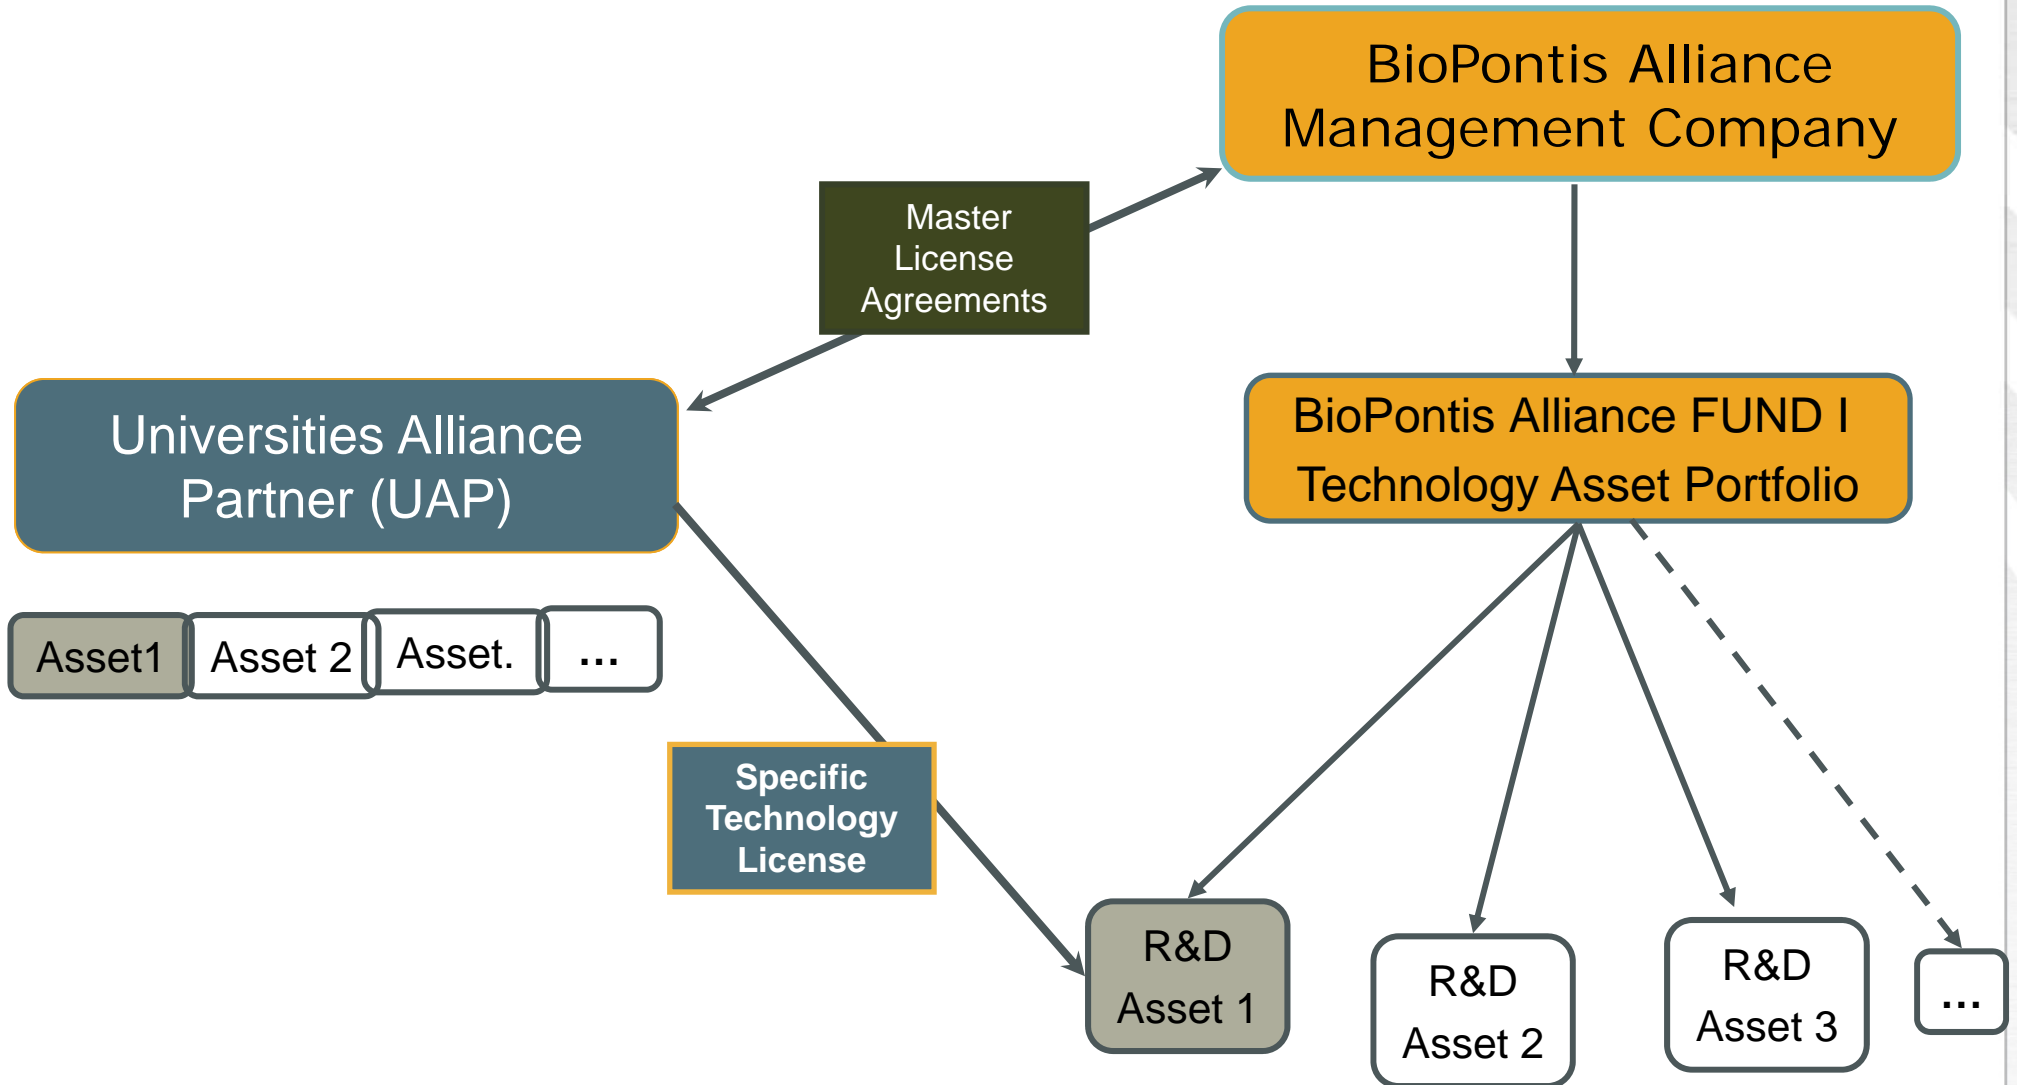 BioPontis Alliance
Management Company
Master
License
Agreements
Universities Alliance
Partner (UAP)
BioPontis Alliance FUND I
Technology Asset Portfolio
Asset1
Asset 2
Asset.
...
Specific
Technology
License
R&D
Asset 1
R&D
Asset 2
R&D
Asset 3
...